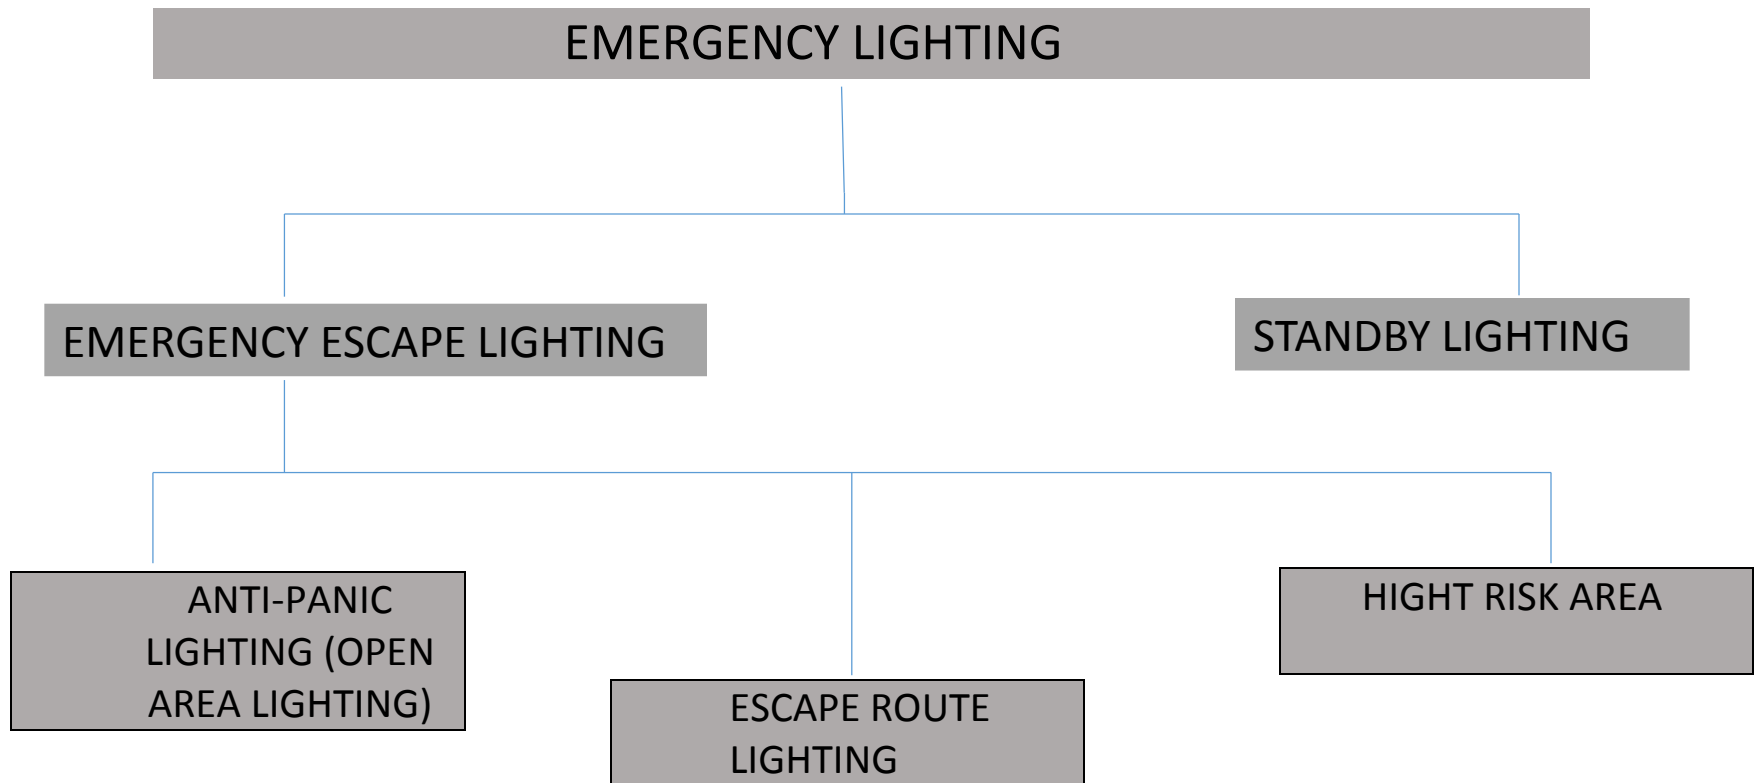 EMERGENCY LIGHTING
EMERGENCY ESCAPE LIGHTING
STANDBY LIGHTING
ANTI-PANIC
LIGHTING (OPEN
AREA LIGHTING)
ESCAPE ROUTE
LIGHTING
HIGHT RISK AREA